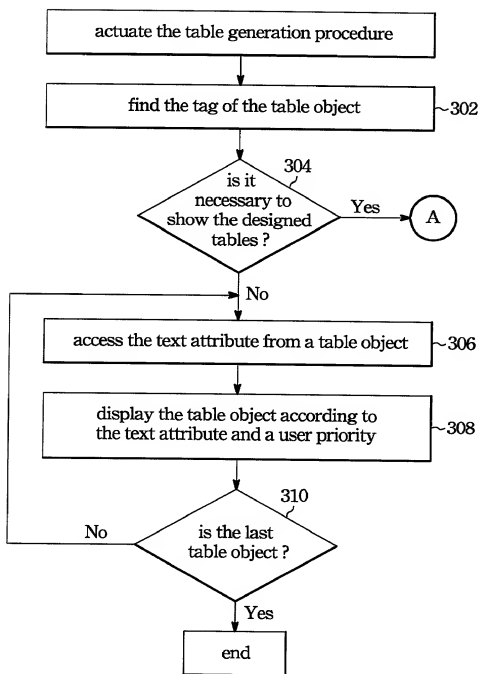 actuate the table generation procedure
find the tag of the table object
302
304
is it
necessary to
show the designed
tables ?
Yes
A
No
access the text attribute from a table object
306
display the table object according to
the text attribute and a user priority
308
310
is the last
table object ?
No
Yes
end